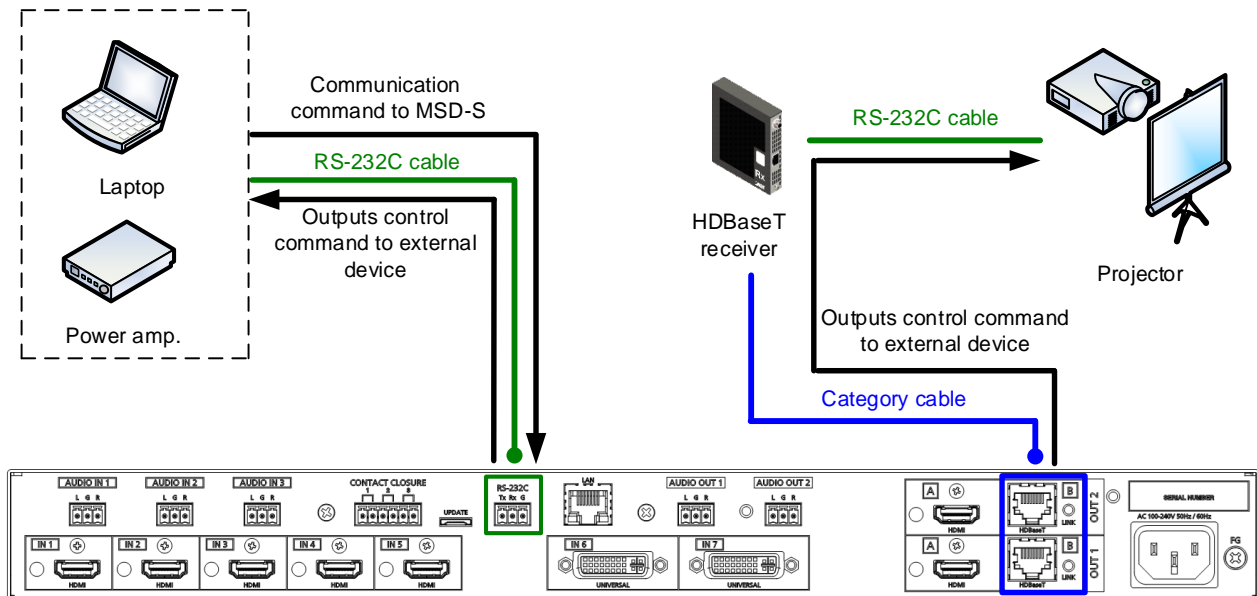 Communication
command to MSD-S
RS-232C cable
Outputs control
command to external
device
Laptop
Power amp.
Rx
HDBaseT
receiver
RS-232C cable
Projector
Outputs control command
to external device
Category cable
AUDIO IN 1
L G R
AUDIO IN 2
L G R
AUDIO IN 3
L G R
CONTACT CLOSURE
1 2 3
UPDATE
RS-232C
Tx Rx G
LAN
AUDIO OUT 1
L G R
AUDIO OUT 2
L G R
A
HDMI
HDBaseT
B
LINK
OUT 2
A
HDMI
HDBaseT
B
LINK
OUT 1
SERIAL NUMBER
AC 100-240V 50Hz / 60Hz
FG
IN 1
HDMI
IN 2
HDMI
IN 3
HDMI
IN 4
HDMI
IN 5
HDMI
IN 6
UNIVERSAL
IN 7
UNIVERSAL